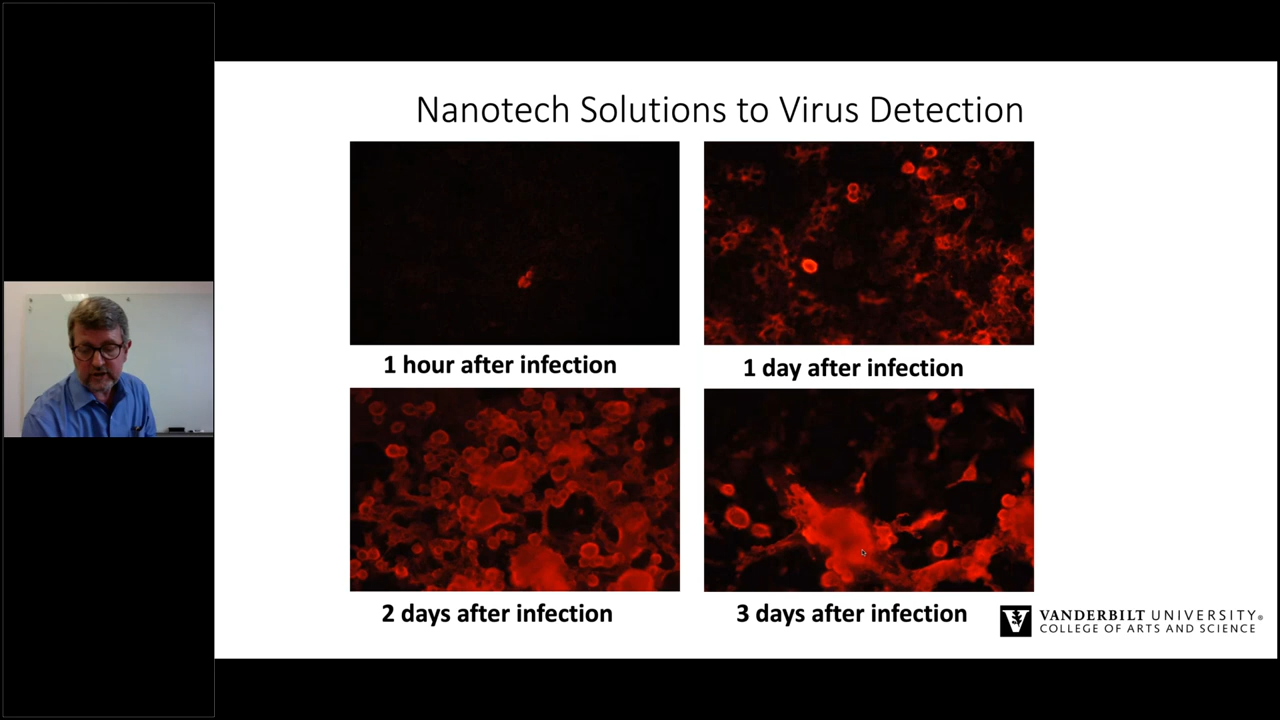 Nanotech Solutions to Virus Detection
1 hour after infection
1 day after infection
2 days after infection
3 days after infection
VANDERBILT UNIVERSITY®
COLLEGE OF ARTS AND SCIENCE